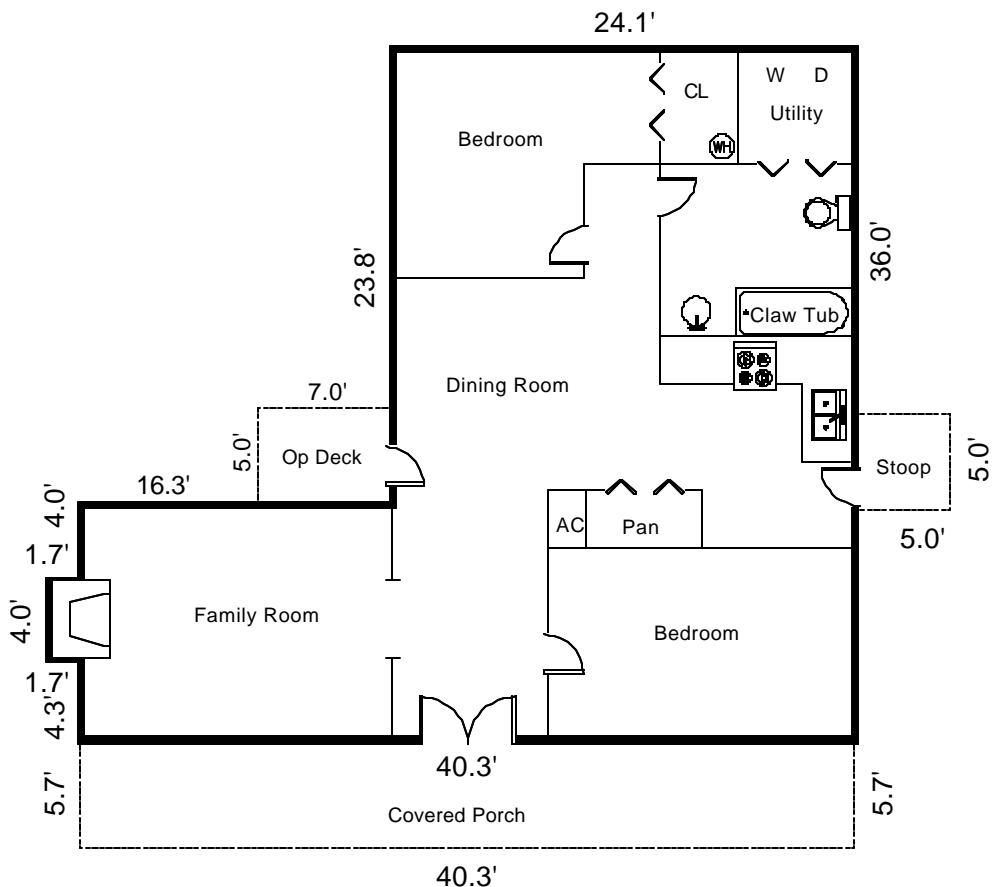 24.1'
W D
CL
Utility
Bedroom
WH
36.0'
23.8'
Claw Tub
Dining Room
7.0'
5.0'
Op Deck
Stoop
5.0'
16.3'
4.0'
AC
Pan
5.0'
1.7'
4.0'
Family Room
Bedroom
1.7'
4.3'
40.3'
5.7'
Covered Porch
5.7'
40.3'